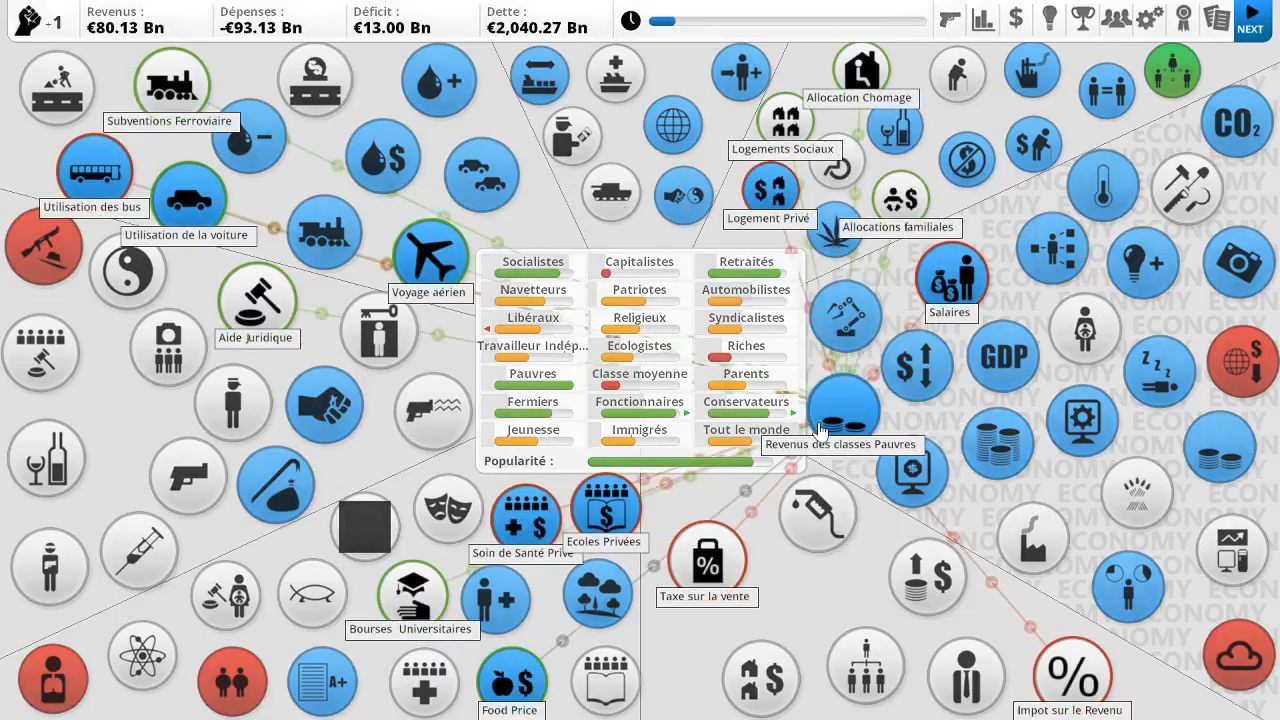 +1
Revenus :
€80.13 Bn
Dépenses :
-€93.13 Bn
Déficit :
€13.00 Bn
Dette :
€2,040.27 Bn
NEXT
Subventions Ferroviaire
Utilisation des bus
Utilisation de la voiture
Voyage aérien
Aide Juridique
Allocation Chomage
Logements Sociaux
Logement Privé
Allocations familiales
Salaires
CO2
GDP
Socialistes
Capitalistes
Retraités
Navetteurs
Patriotes
Automobilistes
Libéraux
Religieux
Syndicalistes
Travailleur Indép...
Ecologistes
Riches
Pauvres
Classe moyenne
Parents
Fermiers
Fonctionnaires
Conservateurs
Jeunesse
Immigrés
Tout le monde
Popularité :
Revenus des classes Pauvres
Ecoles Privées
Soin de Santé Privé
Bourses Universitaires
Food Price
Taxe sur la vente
Impot sur le Revenu
A+
ECONOMY